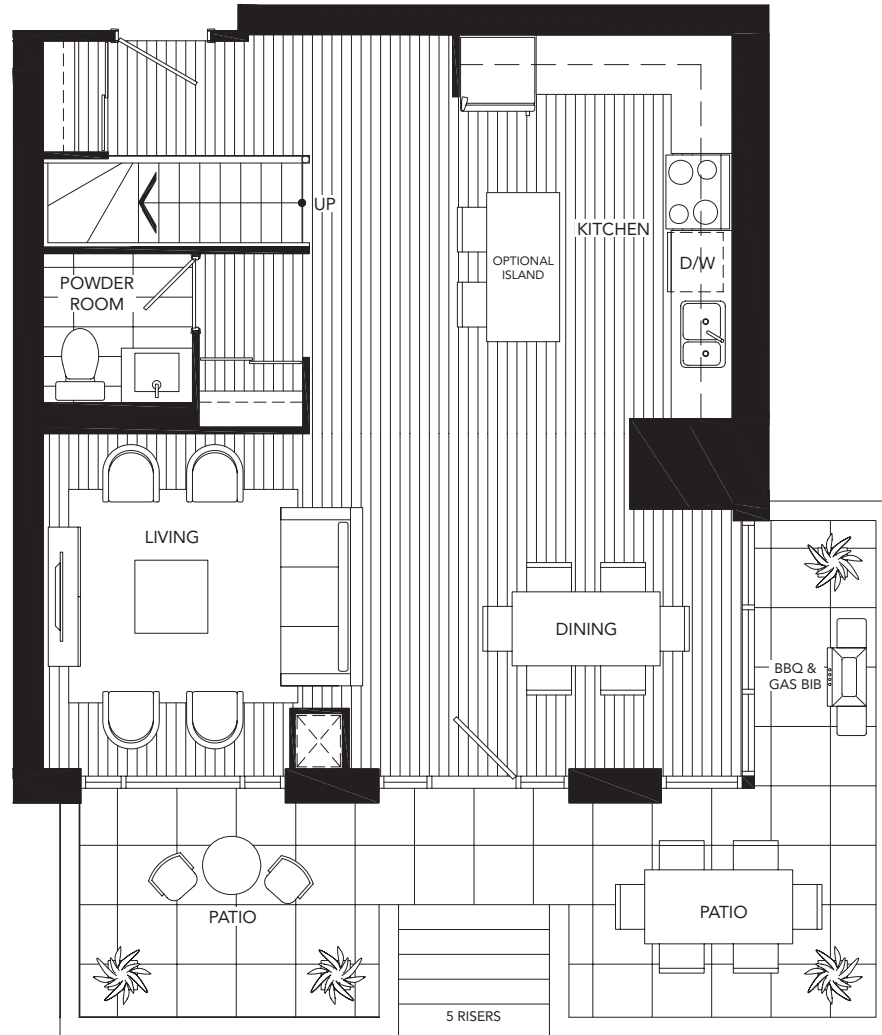 UP
KITCHEN
OPTIONAL
ISLAND
D/W
POWDER
ROOM
LIVING
DINING
BBQ &
GAS BIB
PATIO
PATIO
5 RISERS